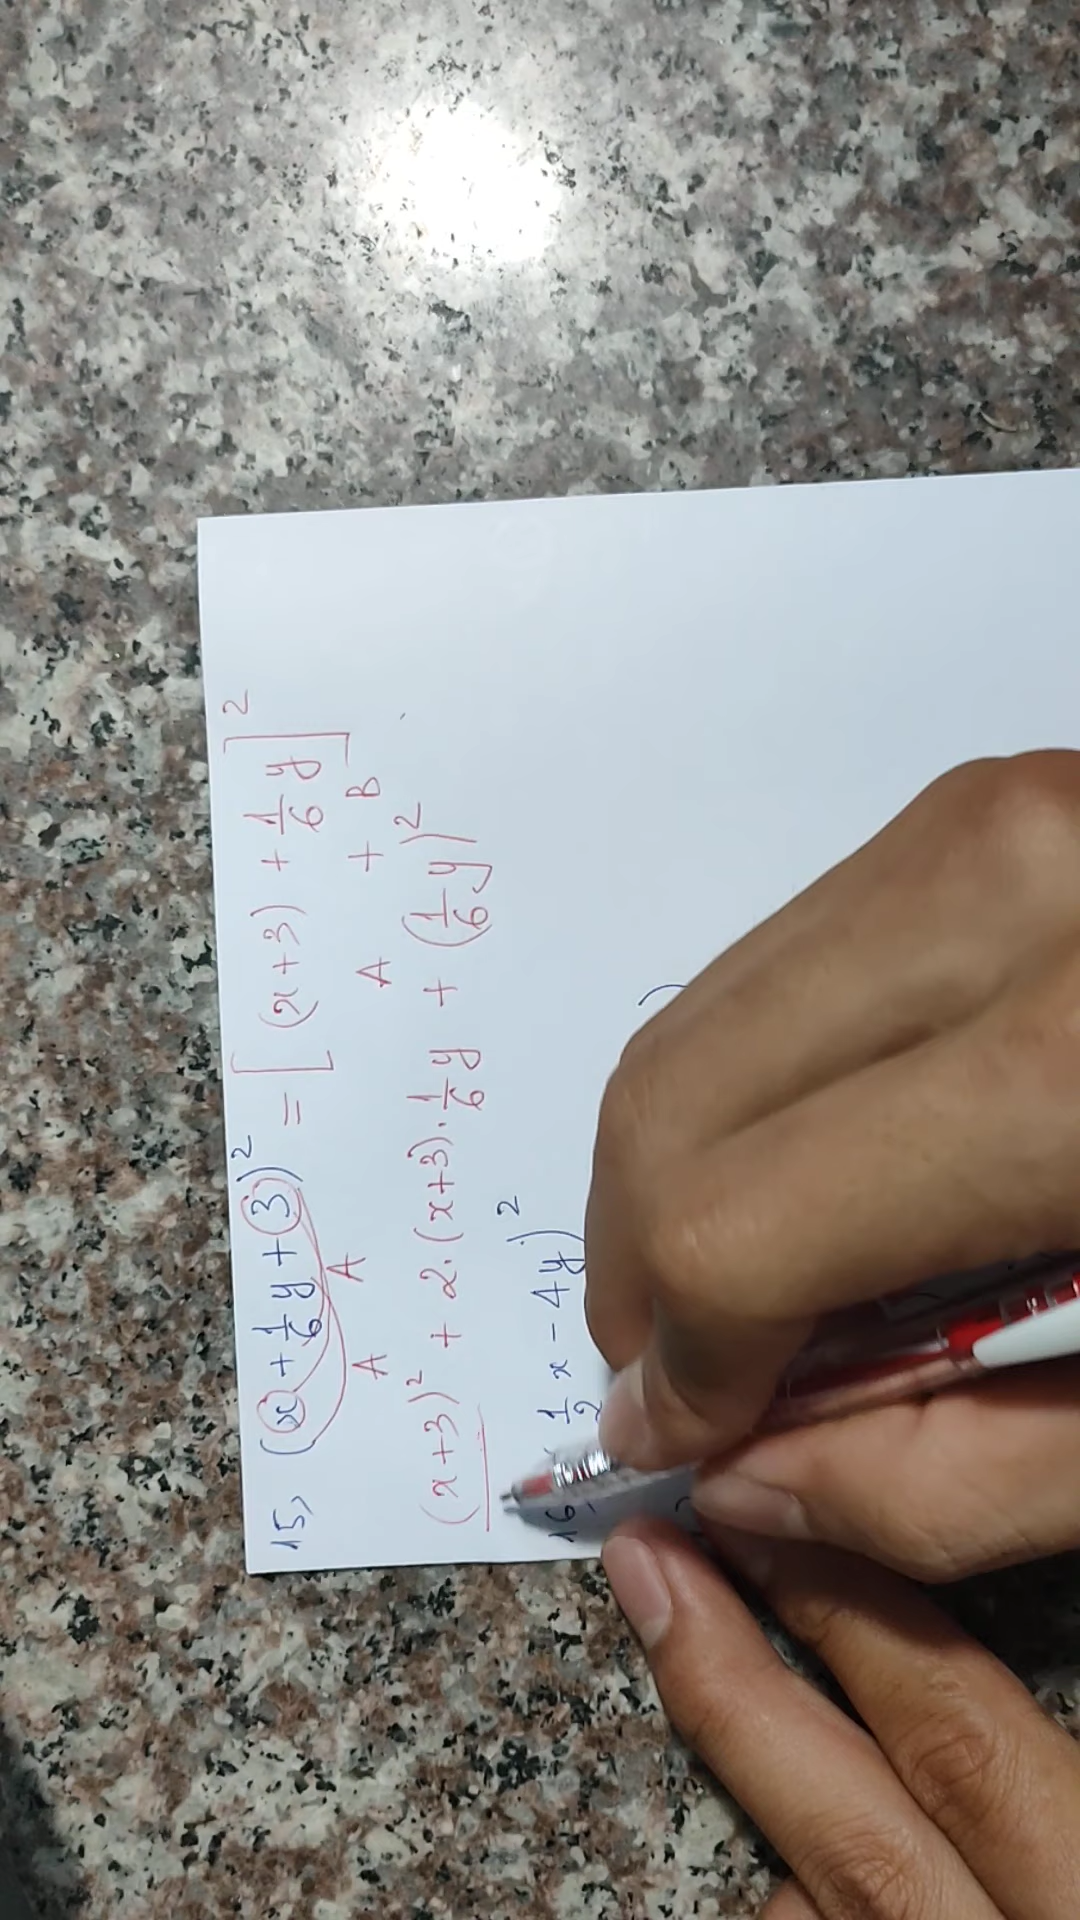 15, (x + 1/6 y + 3)² = [(x+3) + 1/6 y]²
A A A + B
(x+3)² + 2.(x+3).1/6 y + (1/6 y)²
16, 1/2 x - 4y)²